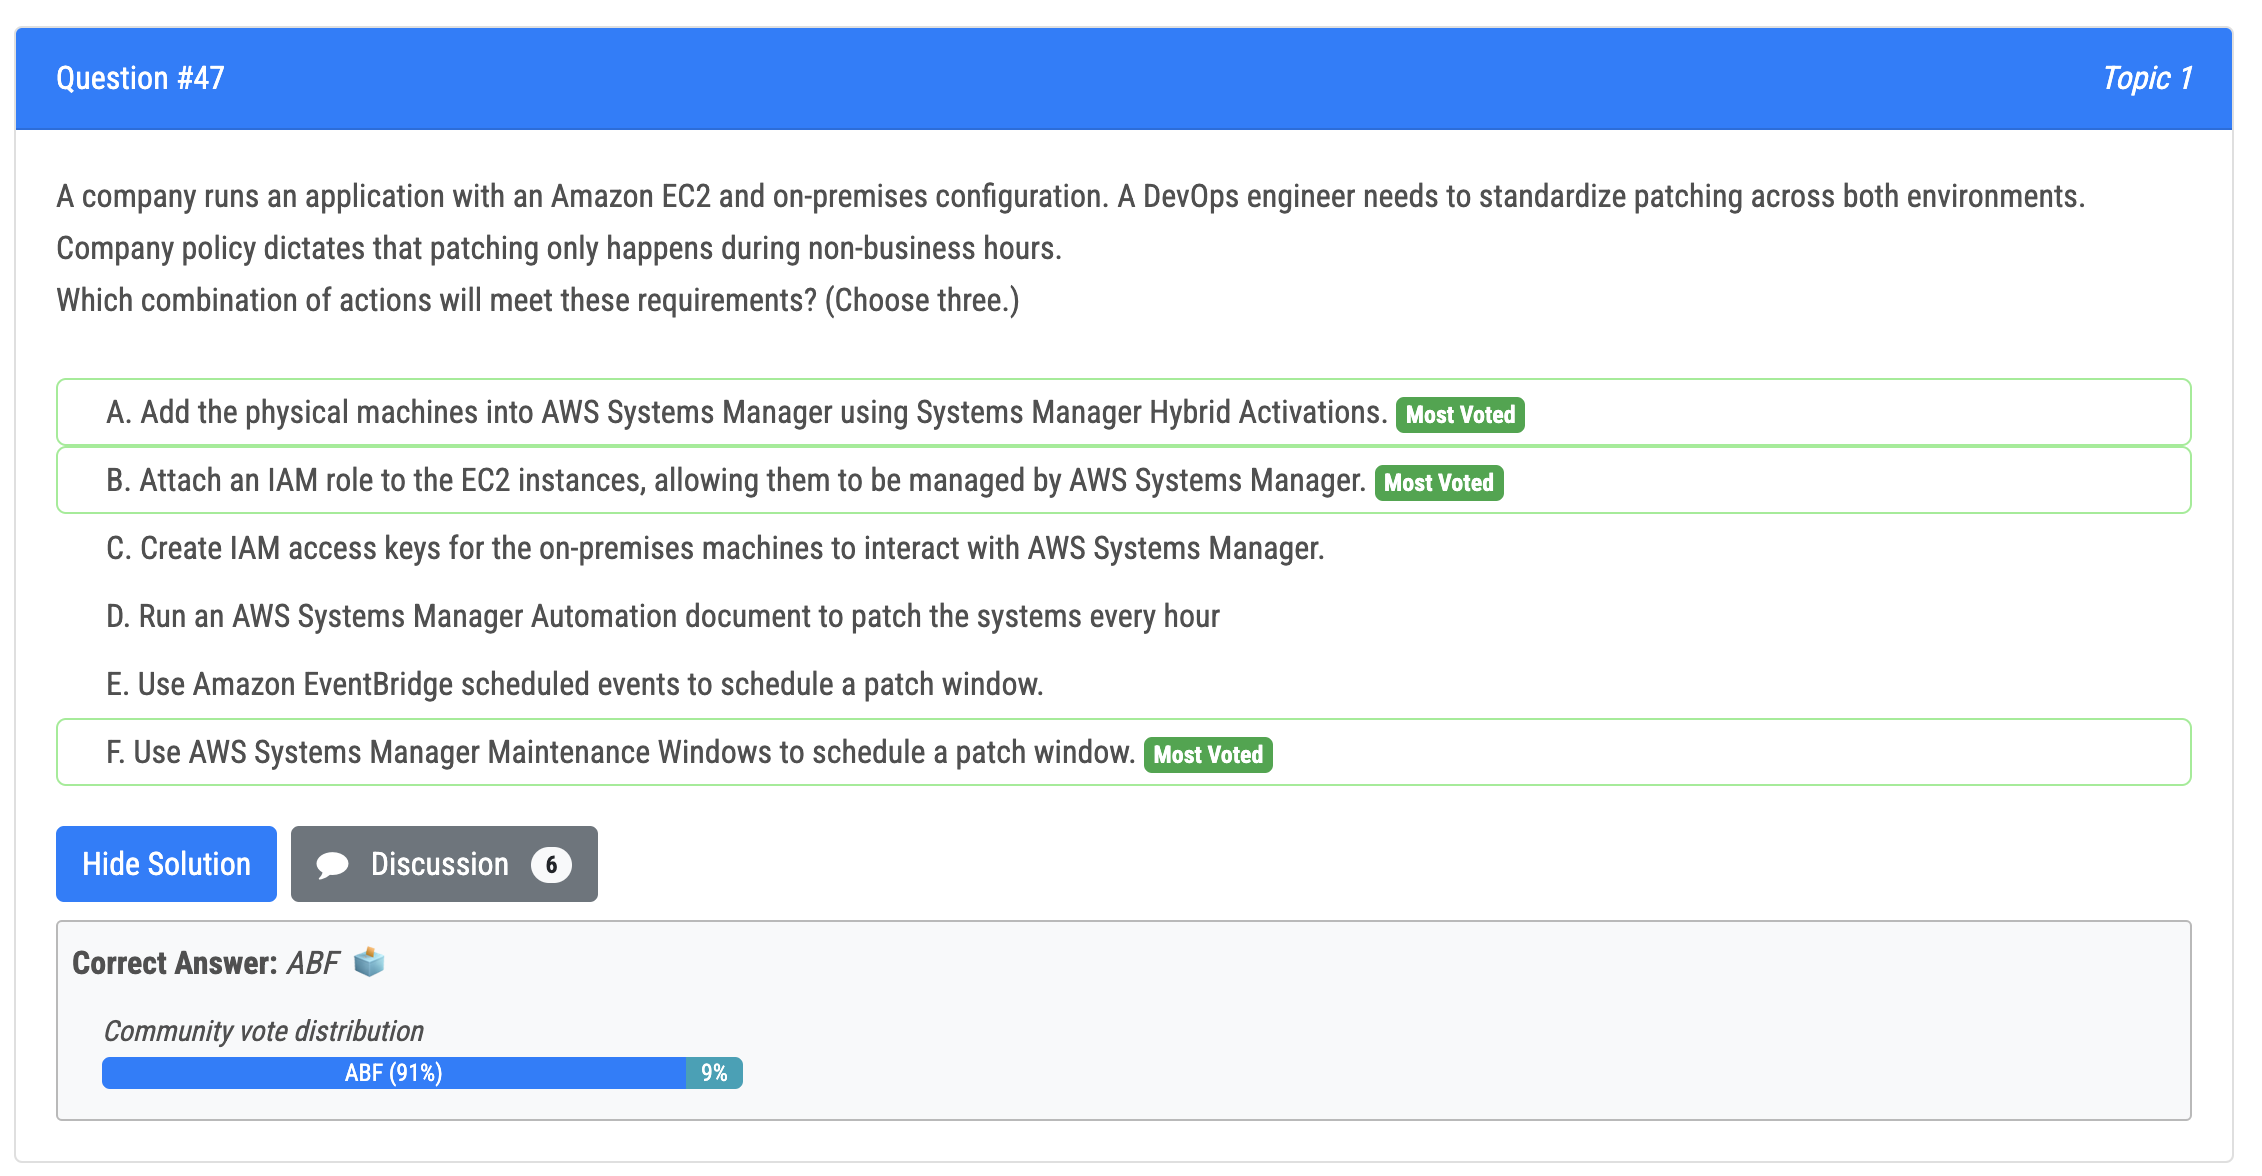 Question #47
Topic 1
A company runs an application with an Amazon EC2 and on-premises configuration. A DevOps engineer needs to standardize patching across both environments.
Company policy dictates that patching only happens during non-business hours.
Which combination of actions will meet these requirements? (Choose three.)
A. Add the physical machines into AWS Systems Manager using Systems Manager Hybrid Activations. Most Voted
B. Attach an IAM role to the EC2 instances, allowing them to be managed by AWS Systems Manager. Most Voted
C. Create IAM access keys for the on-premises machines to interact with AWS Systems Manager.
D. Run an AWS Systems Manager Automation document to patch the systems every hour
E. Use Amazon EventBridge scheduled events to schedule a patch window.
F. Use AWS Systems Manager Maintenance Windows to schedule a patch window. Most Voted
Hide Solution
Discussion 6
Correct Answer: ABF
Community vote distribution
ABF (91%)
9%